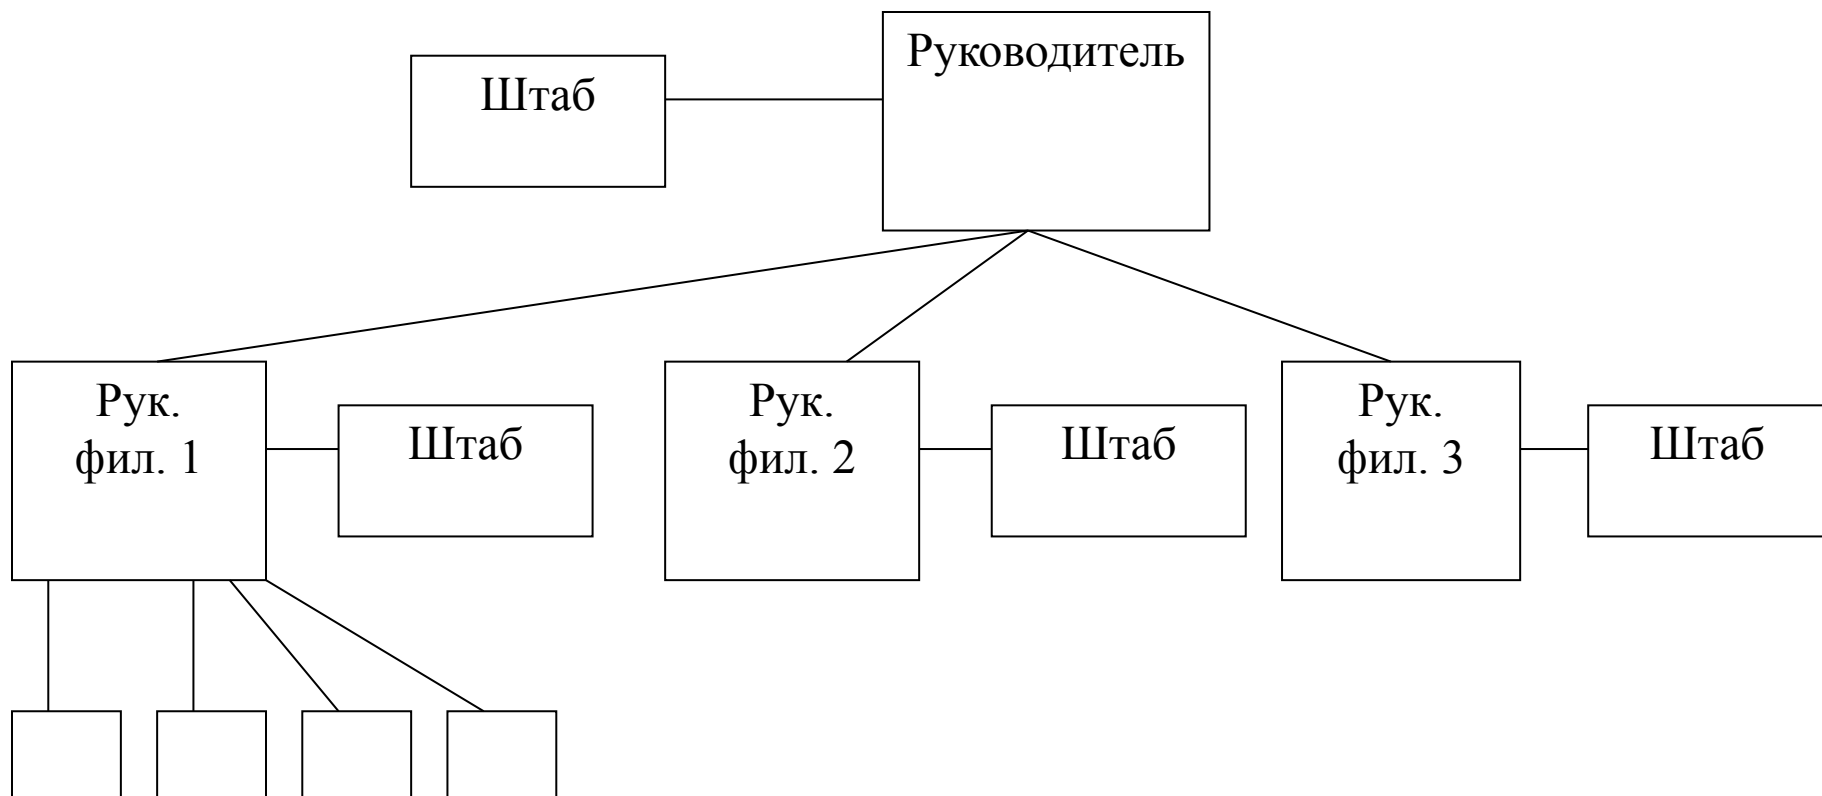 Руководитель
Штаб
Рук.
фил. 1
Штаб
Рук.
фил. 2
Штаб
Рук.
фил. 3
Штаб